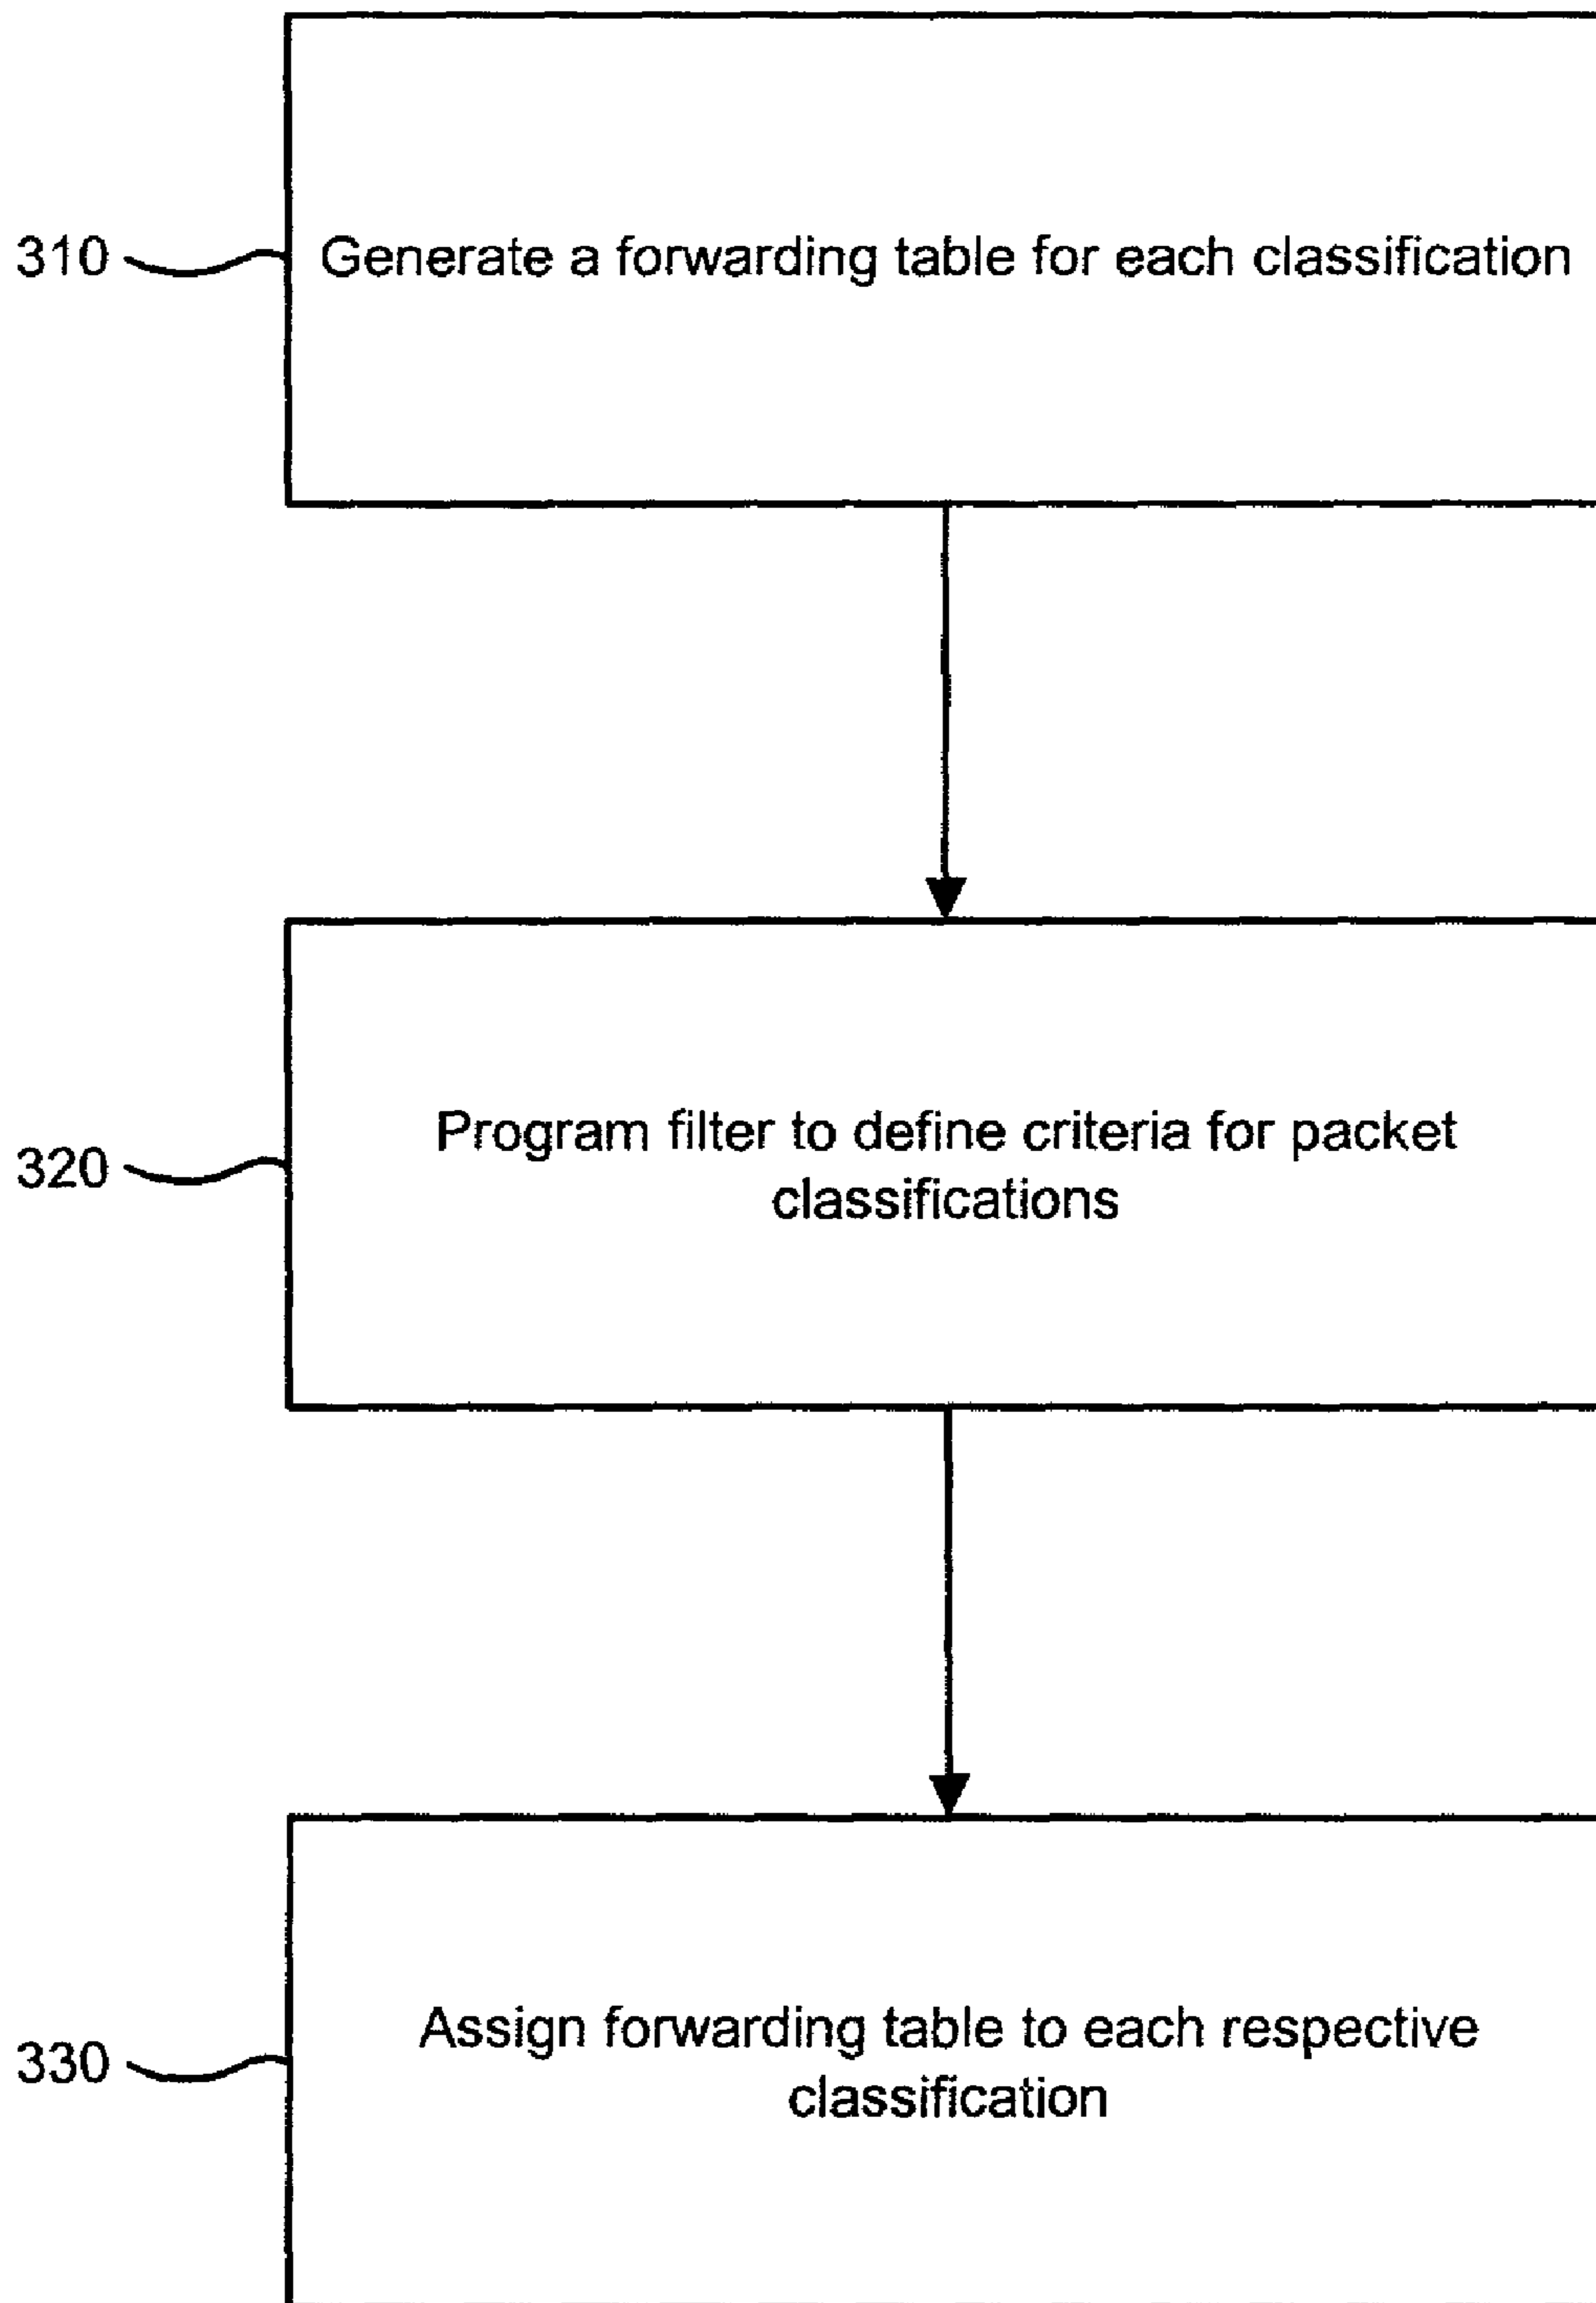 310
Generate a forwarding table for each classification
320
Program filter to define criteria for packet
classifications
330
Assign forwarding table to each respective
classification